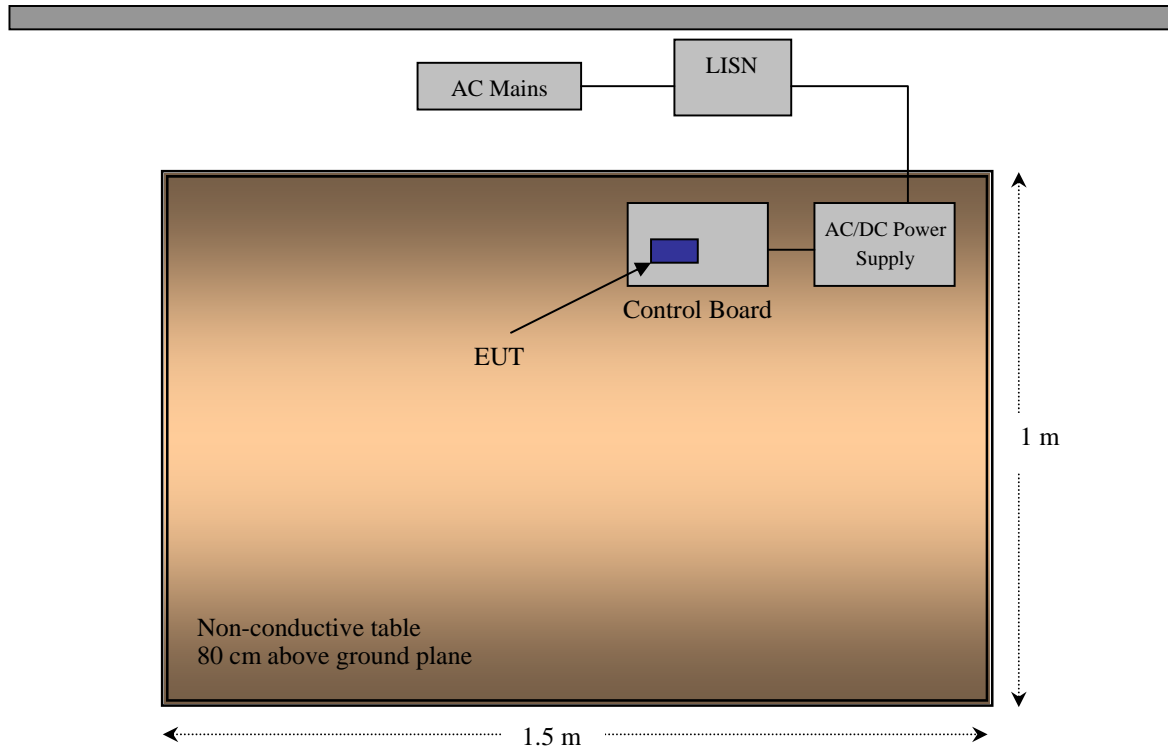 LISN
AC Mains
AC/DC Power
Supply
Control Board
EUT
1 m
Non-conductive table
80 cm above ground plane
1.5 m